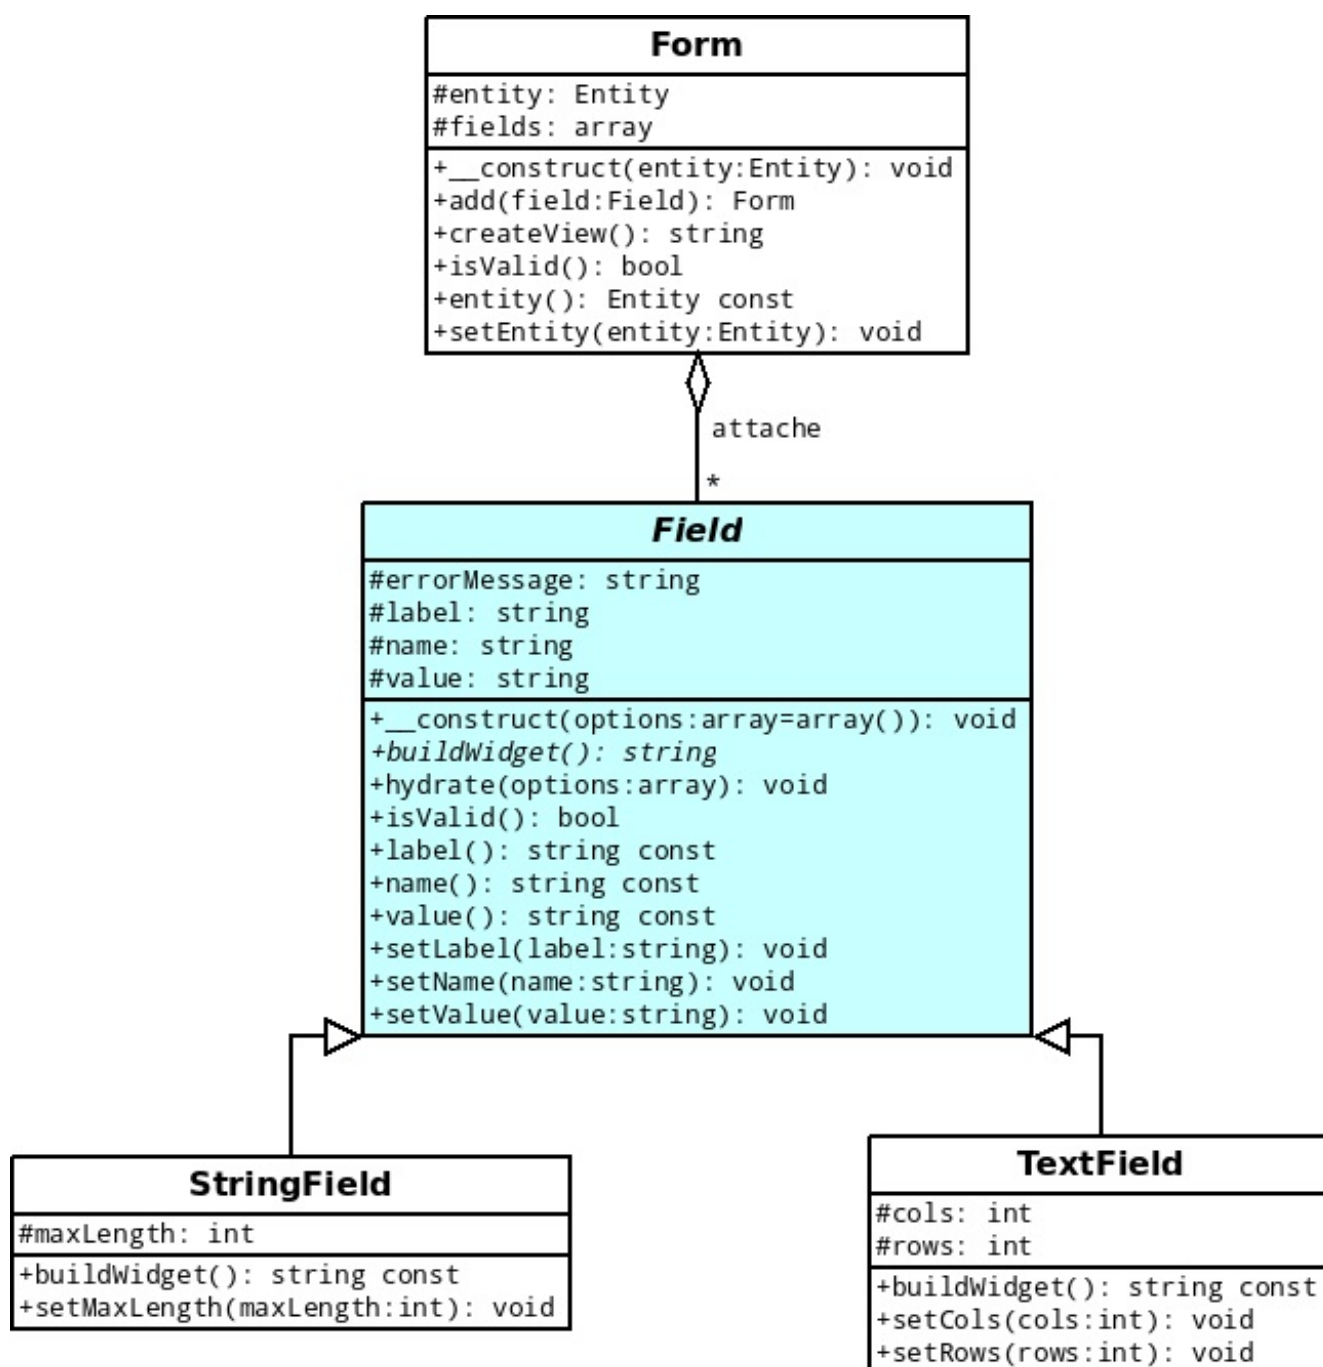 Form
#entity: Entity
#fields: array
+__construct(entity:Entity): void
+add(field:Field): Form
+createView(): string
+isValid(): bool
+entity(): Entity const
+setEntity(entity:Entity): void
attache
*
Field
#errorMessage: string
#label: string
#name: string
#value: string
+__construct(options:array=array()): void
+buildWidget(): string
+hydrate(options:array): void
+isValid(): bool
+label(): string const
+name(): string const
+value(): string const
+setLabel(label:string): void
+setName(name:string): void
+setValue(value:string): void
StringField
#maxLength: int
+buildWidget(): string const
+setMaxLength(maxLength:int): void
TextField
#cols: int
#rows: int
+buildWidget(): string const
+setCols(cols:int): void
+setRows(rows:int): void